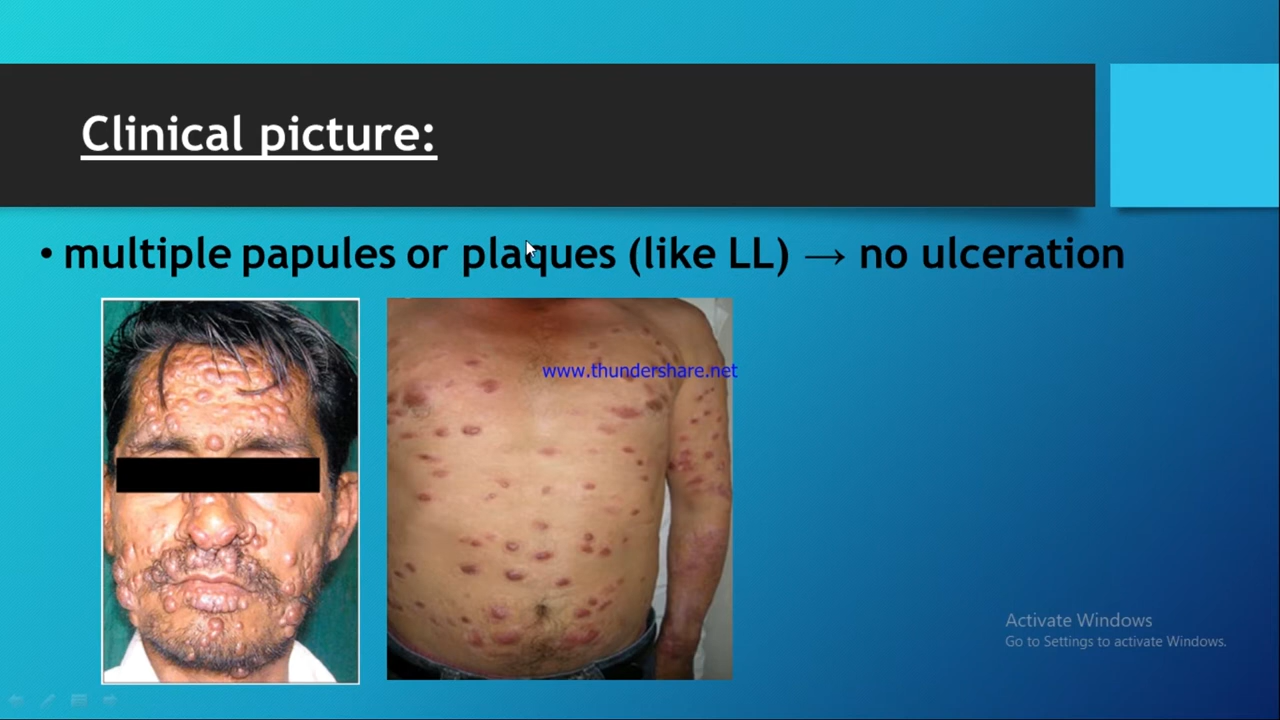 Clinical picture:
• multiple papules or plaques (like LL) → no ulceration
www.thundershare.net
Activate Windows
Go to Settings to activate Windows.